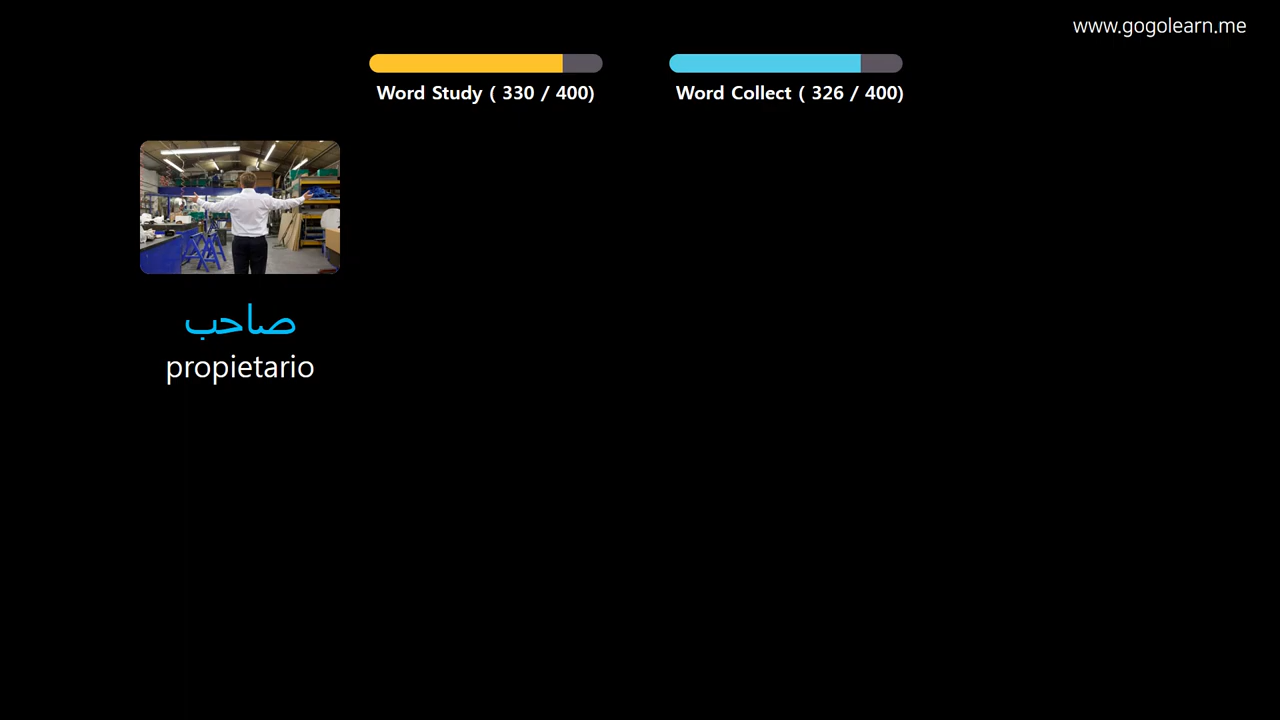 www.gogolearn.me
Word Study ( 330 / 400)
Word Collect ( 326 / 400)
صاحب
propietario